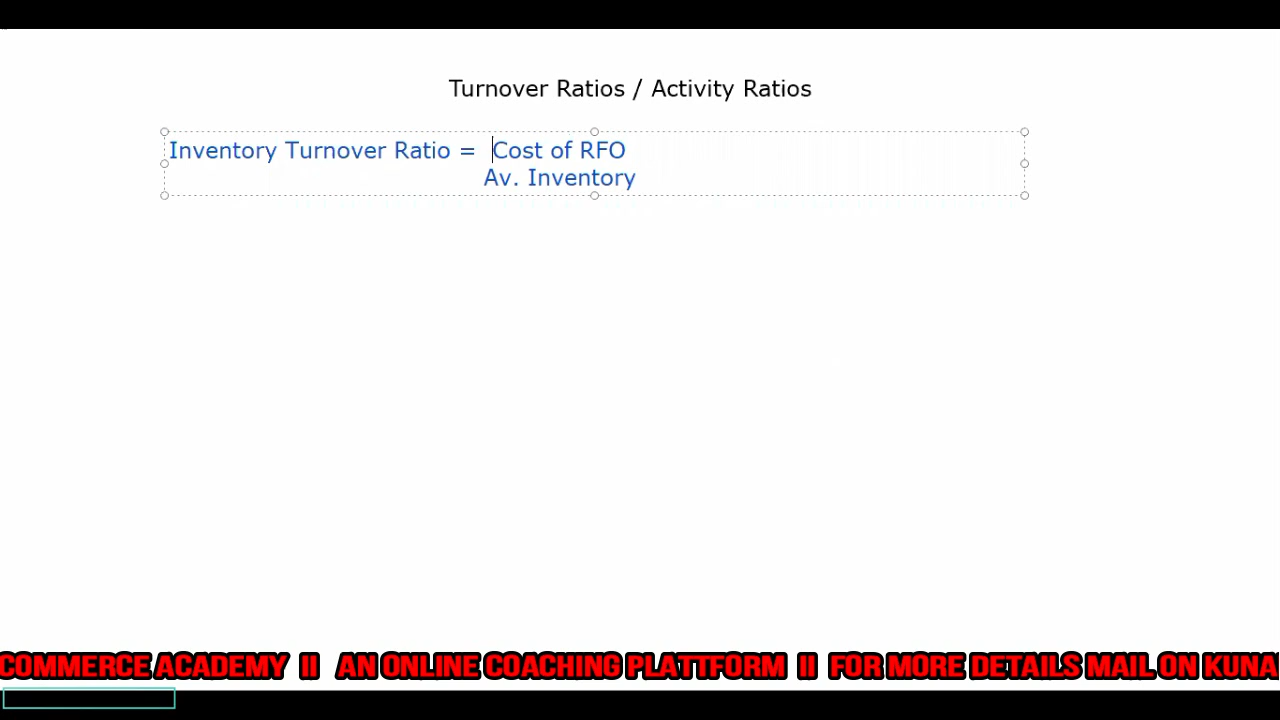 Turnover Ratios / Activity Ratios
Inventory Turnover Ratio = Cost of RFO
Av. Inventory
COMMERCE ACADEMY II AN ONLINE COACHING PLATTFORM II FOR MORE DETAILS MAIL ON KUNA